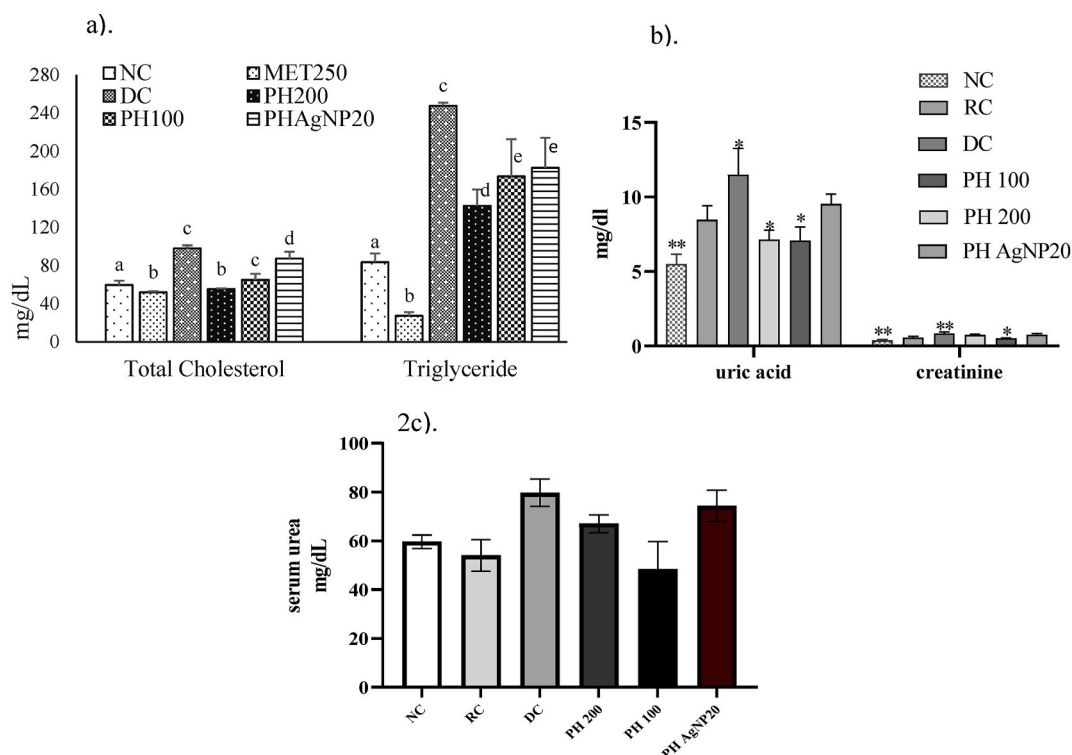 a).
NC MET250
DC PH200
PH100 PHAgNP20
280
240
200
160
120
80
40
0
mg/dL
a
b
c
b
c
d
a
b
c
d
e
e
Total Cholesterol
Triglyceride
b).
NC
RC
DC
PH 100
PH 200
PH AgNP20
15
10
5
0
mg/dl
**
*
*
*
**
**
*
uric acid
creatinine
2c).
100
80
60
40
20
0
serum urea
mg/dL
NC
RC
DC
PH 200
PH 100
PH AgNP20